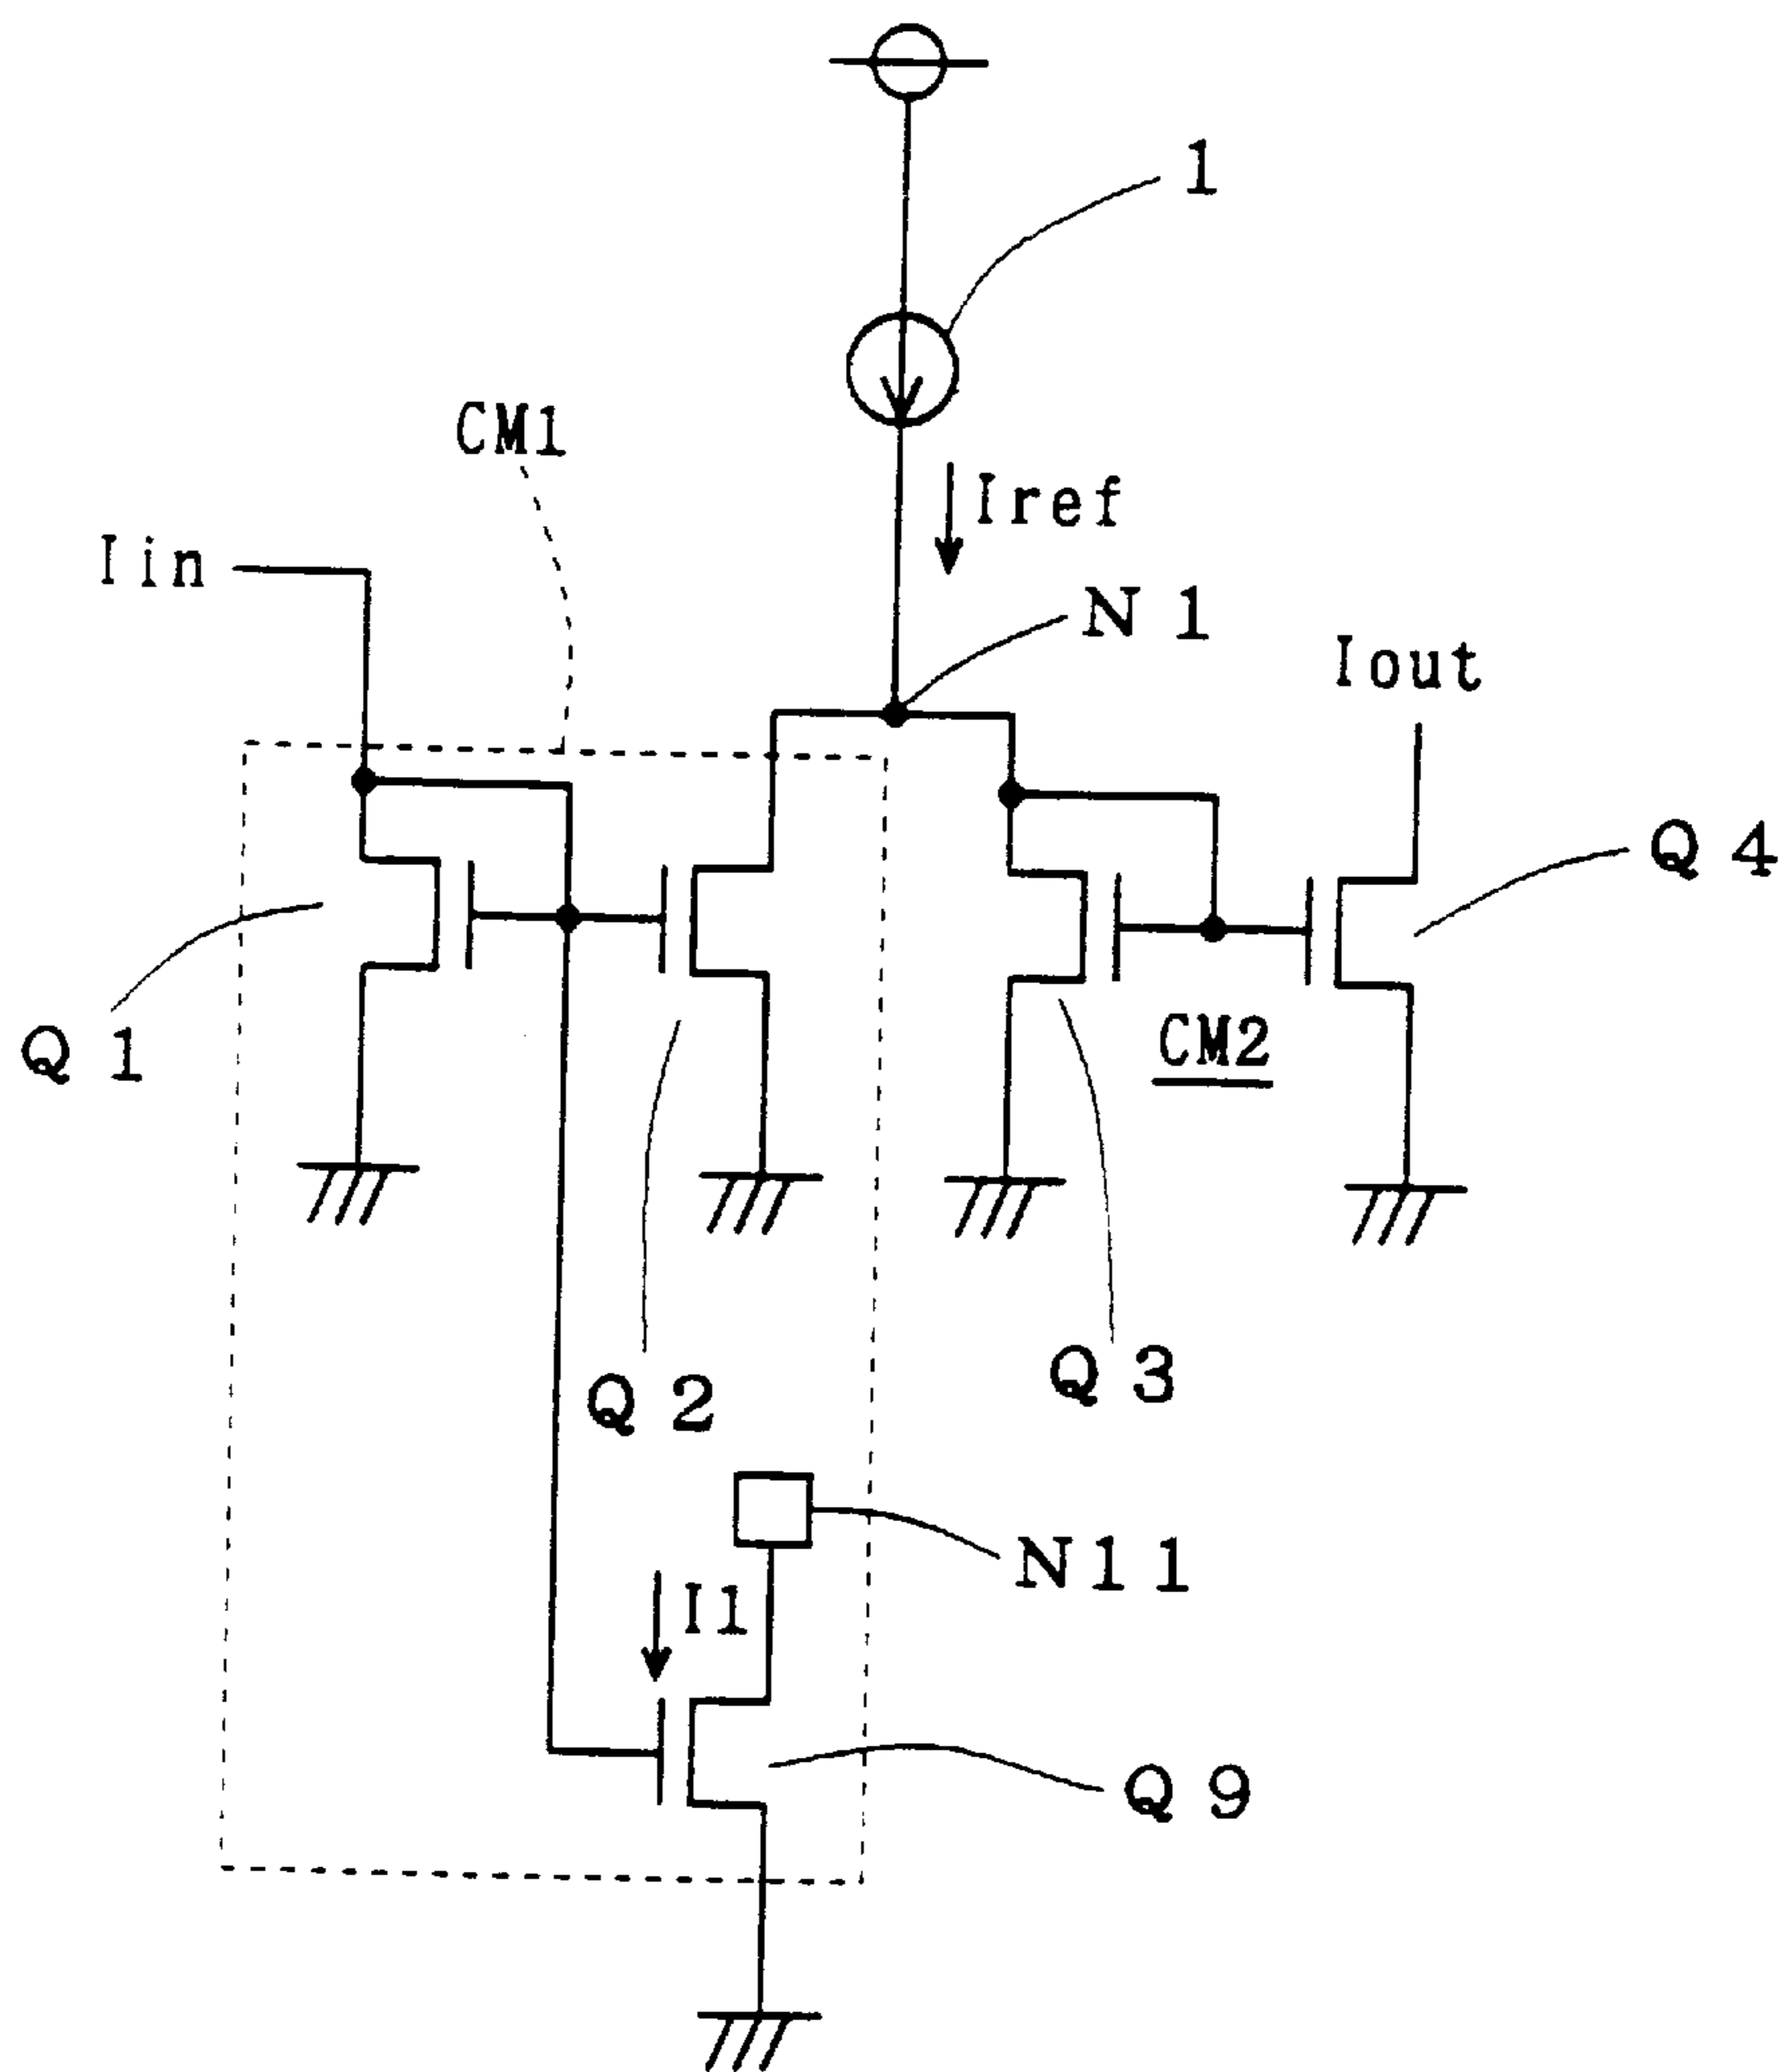 1
CM1
Iref
Iin
N 1
Iout
Q 4
Q 1
CM2
Q 2
Q 3
N11
I1
Q 9